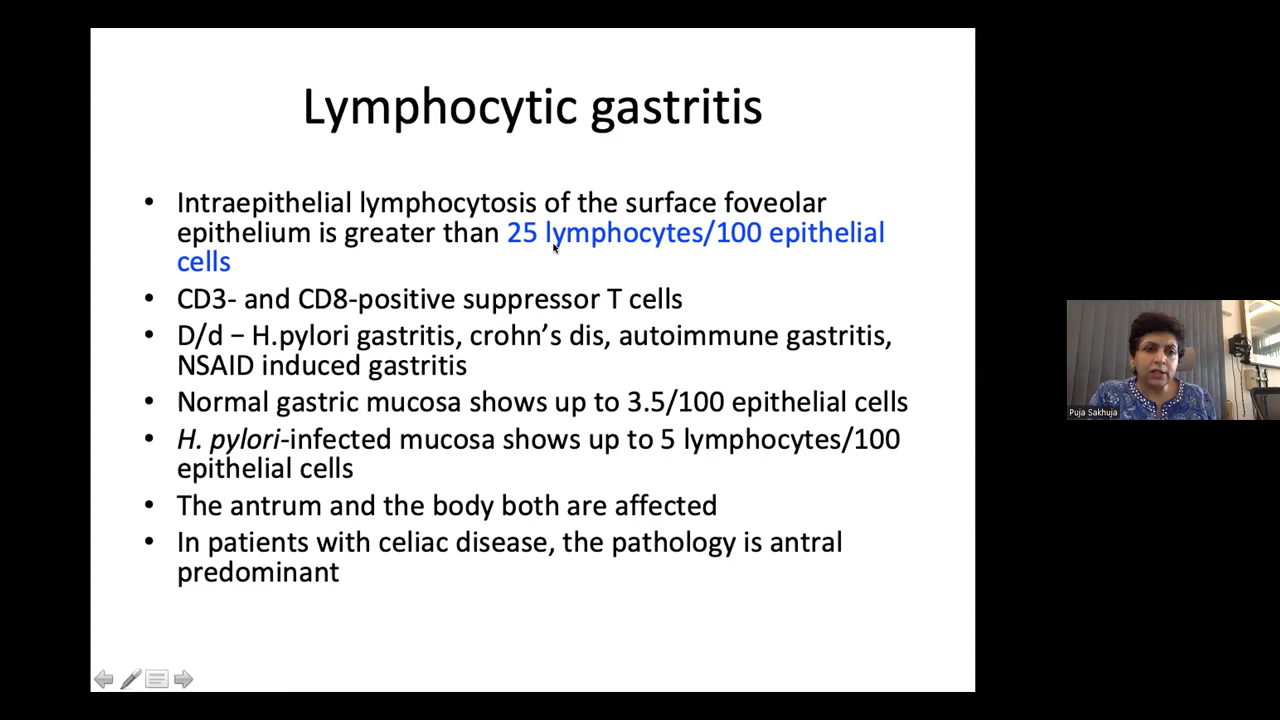 Lymphocytic gastritis
• Intraepithelial lymphocytosis of the surface foveolar
epithelium is greater than 25 lymphocytes/100 epithelial
cells
• CD3- and CD8-positive suppressor T cells
• D/d – H.pylori gastritis, crohn’s dis, autoimmune gastritis,
NSAID induced gastritis
• Normal gastric mucosa shows up to 3.5/100 epithelial cells
• H. pylori-infected mucosa shows up to 5 lymphocytes/100
epithelial cells
• The antrum and the body both are affected
• In patients with celiac disease, the pathology is antral
predominant
Puja Sakhuja